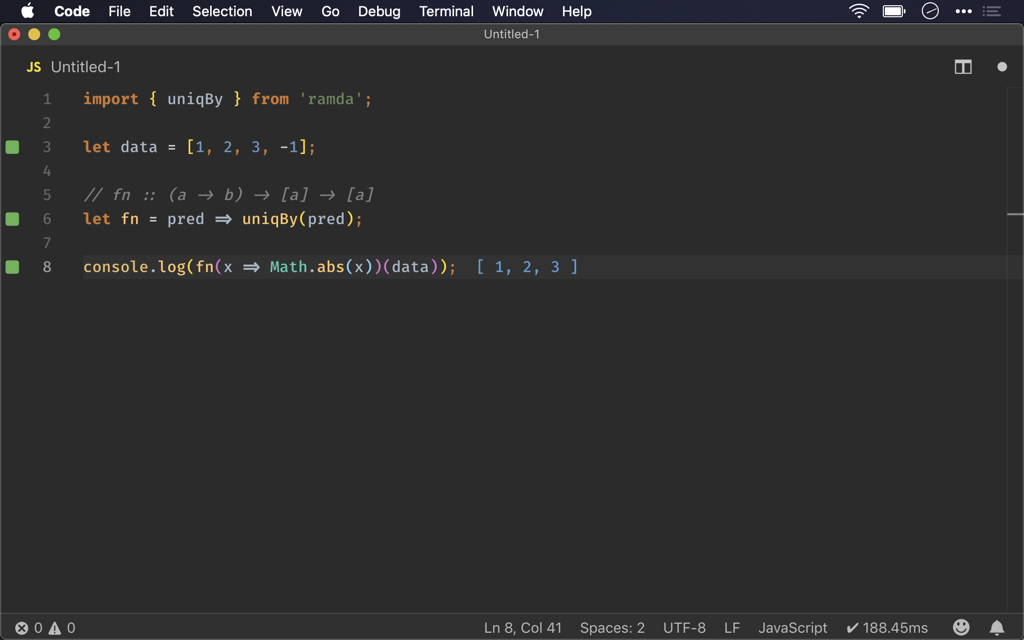 Code File Edit Selection View Go Debug Terminal Window Help
Untitled-1
JS Untitled-1
1 import { uniqBy } from 'ramda';
2
3 let data = [1, 2, 3, -1];
4
5 // fn :: (a → b) → [a] → [a]
6 let fn = pred ⇒ uniqBy(pred);
7
8 console.log(fn(x ⇒ Math.abs(x))(data)); [ 1, 2, 3 ]
0 0 Ln 8, Col 41 Spaces: 2 UTF-8 LF JavaScript ✔ 188.45ms